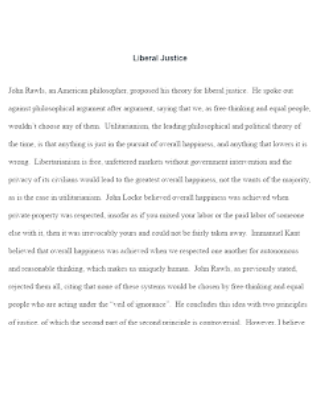 Liberal Justice
John Rawls, an American philosopher, proposed his theory for liberal justice. He spoke out
against philosophical argument after argument, saying that we, as free-thinking and equal people,
wouldn't choose any of them. Utilitarianism, the leading philosophical and political theory of
the time, is that anything is just in the pursuit of overall happiness, and anything that lowers it is
wrong. Libertarianism is free, unfettered markets without government intervention and the
privacy of its civilians would lead to the greatest overall happiness, not the wants of the majority,
as is the case in utilitarianism. John Locke believed overall happiness was achieved when
private property was respected, insofar as if you mixed your labor or the paid labor of someone
else with it, then it was irrevocably yours and could not be fairly taken away. Immanuel Kant
believed that overall happiness was achieved when we respected one another for autonomous
and reasonable thinking, which makes us uniquely human. John Rawls, as previously stated,
rejected them all, citing that none of these systems would be chosen by free-thinking and equal
people who are acting under the "veil of ignorance". He concludes this idea with two principles
of justice, of which the second part of the second principle is controversial. However, I believe